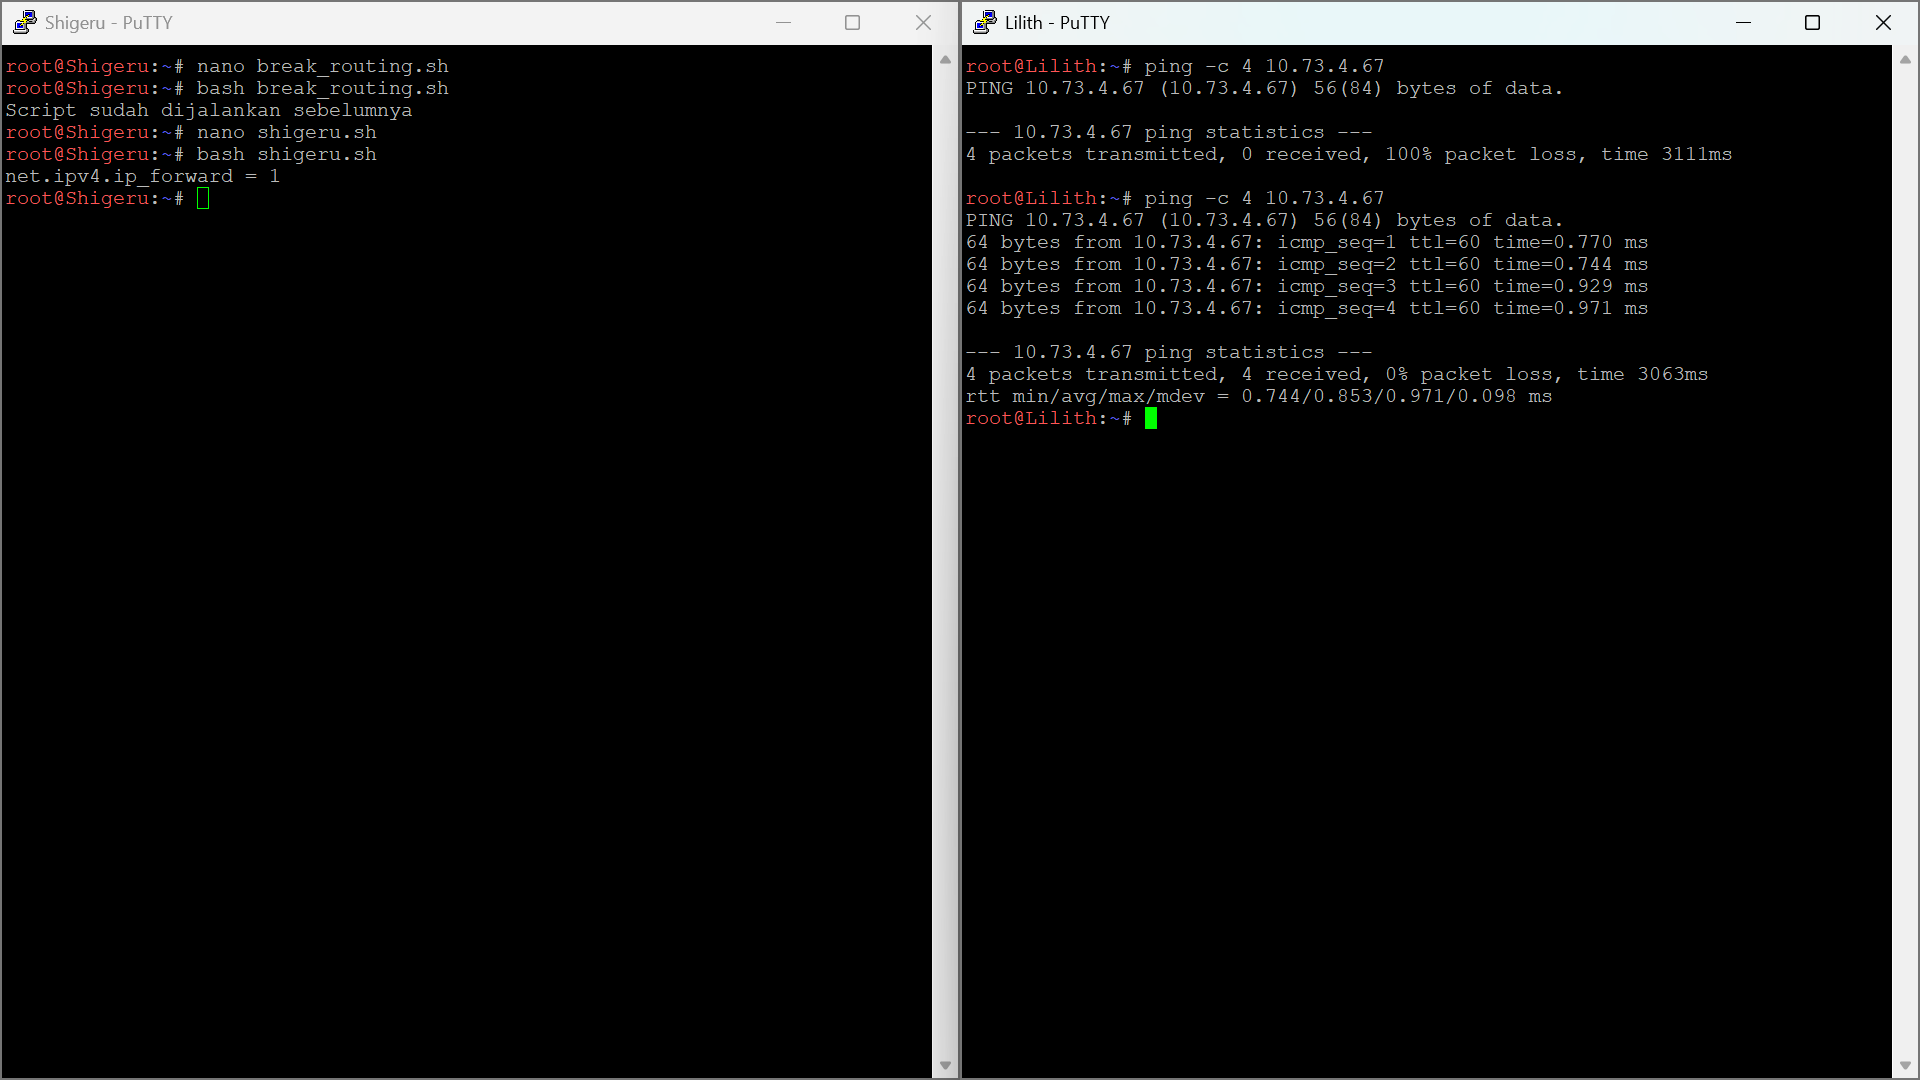 Shigeru - PuTTY
root@Shigeru:~# nano break_routing.sh
root@Shigeru:~# bash break_routing.sh
Script sudah dijalankan sebelumnya
root@Shigeru:~# nano shigeru.sh
root@Shigeru:~# bash shigeru.sh
net.ipv4.ip_forward = 1
root@Shigeru:~#
Lilith - PuTTY
root@Lilith:~# ping -c 4 10.73.4.67
PING 10.73.4.67 (10.73.4.67) 56(84) bytes of data.
--- 10.73.4.67 ping statistics ---
4 packets transmitted, 0 received, 100% packet loss, time 3111ms
root@Lilith:~# ping -c 4 10.73.4.67
PING 10.73.4.67 (10.73.4.67) 56(84) bytes of data.
64 bytes from 10.73.4.67: icmp_seq=1 ttl=60 time=0.770 ms
64 bytes from 10.73.4.67: icmp_seq=2 ttl=60 time=0.744 ms
64 bytes from 10.73.4.67: icmp_seq=3 ttl=60 time=0.929 ms
64 bytes from 10.73.4.67: icmp_seq=4 ttl=60 time=0.971 ms
--- 10.73.4.67 ping statistics ---
4 packets transmitted, 4 received, 0% packet loss, time 3063ms
rtt min/avg/max/mdev = 0.744/0.853/0.971/0.098 ms
root@Lilith:~#